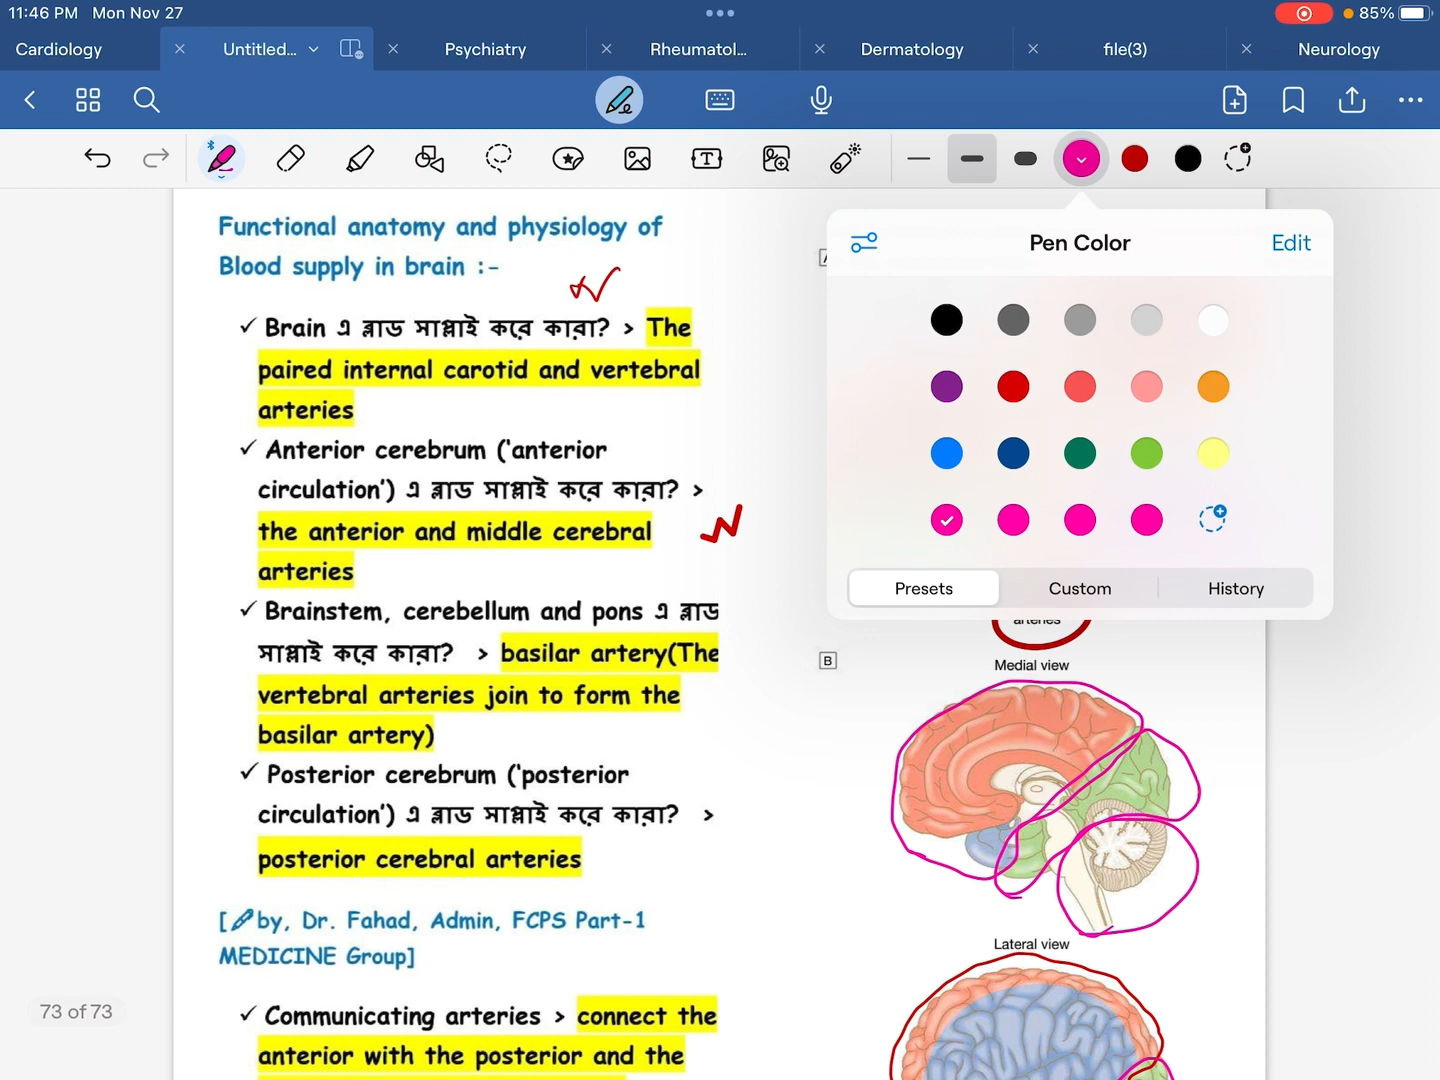 11:46 PM Mon Nov 27
85%
Cardiology
Untitled...
Psychiatry
Rheumatol...
Dermatology
file(3)
Neurology
Functional anatomy and physiology of
Blood supply in brain :-
✓ Brain এ ব্লাড সাপ্লাই করে কারা? > The
paired internal carotid and vertebral
arteries
✓ Anterior cerebrum ('anterior
circulation') এ ব্লাড সাপ্লাই করে কারা? >
the anterior and middle cerebral
arteries
✓ Brainstem, cerebellum and pons এ ব্লাড
সাপ্লাই করে কারা? > basilar artery(The
vertebral arteries join to form the
basilar artery)
✓ Posterior cerebrum ('posterior
circulation') এ ব্লাড সাপ্লাই করে কারা? >
posterior cerebral arteries
[by, Dr. Fahad, Admin, FCPS Part-1
MEDICINE Group]
✓ Communicating arteries > connect the
anterior with the posterior and the
73 of 73
Pen Color
Edit
Presets
Custom
History
arteries
B
Medial view
Lateral view